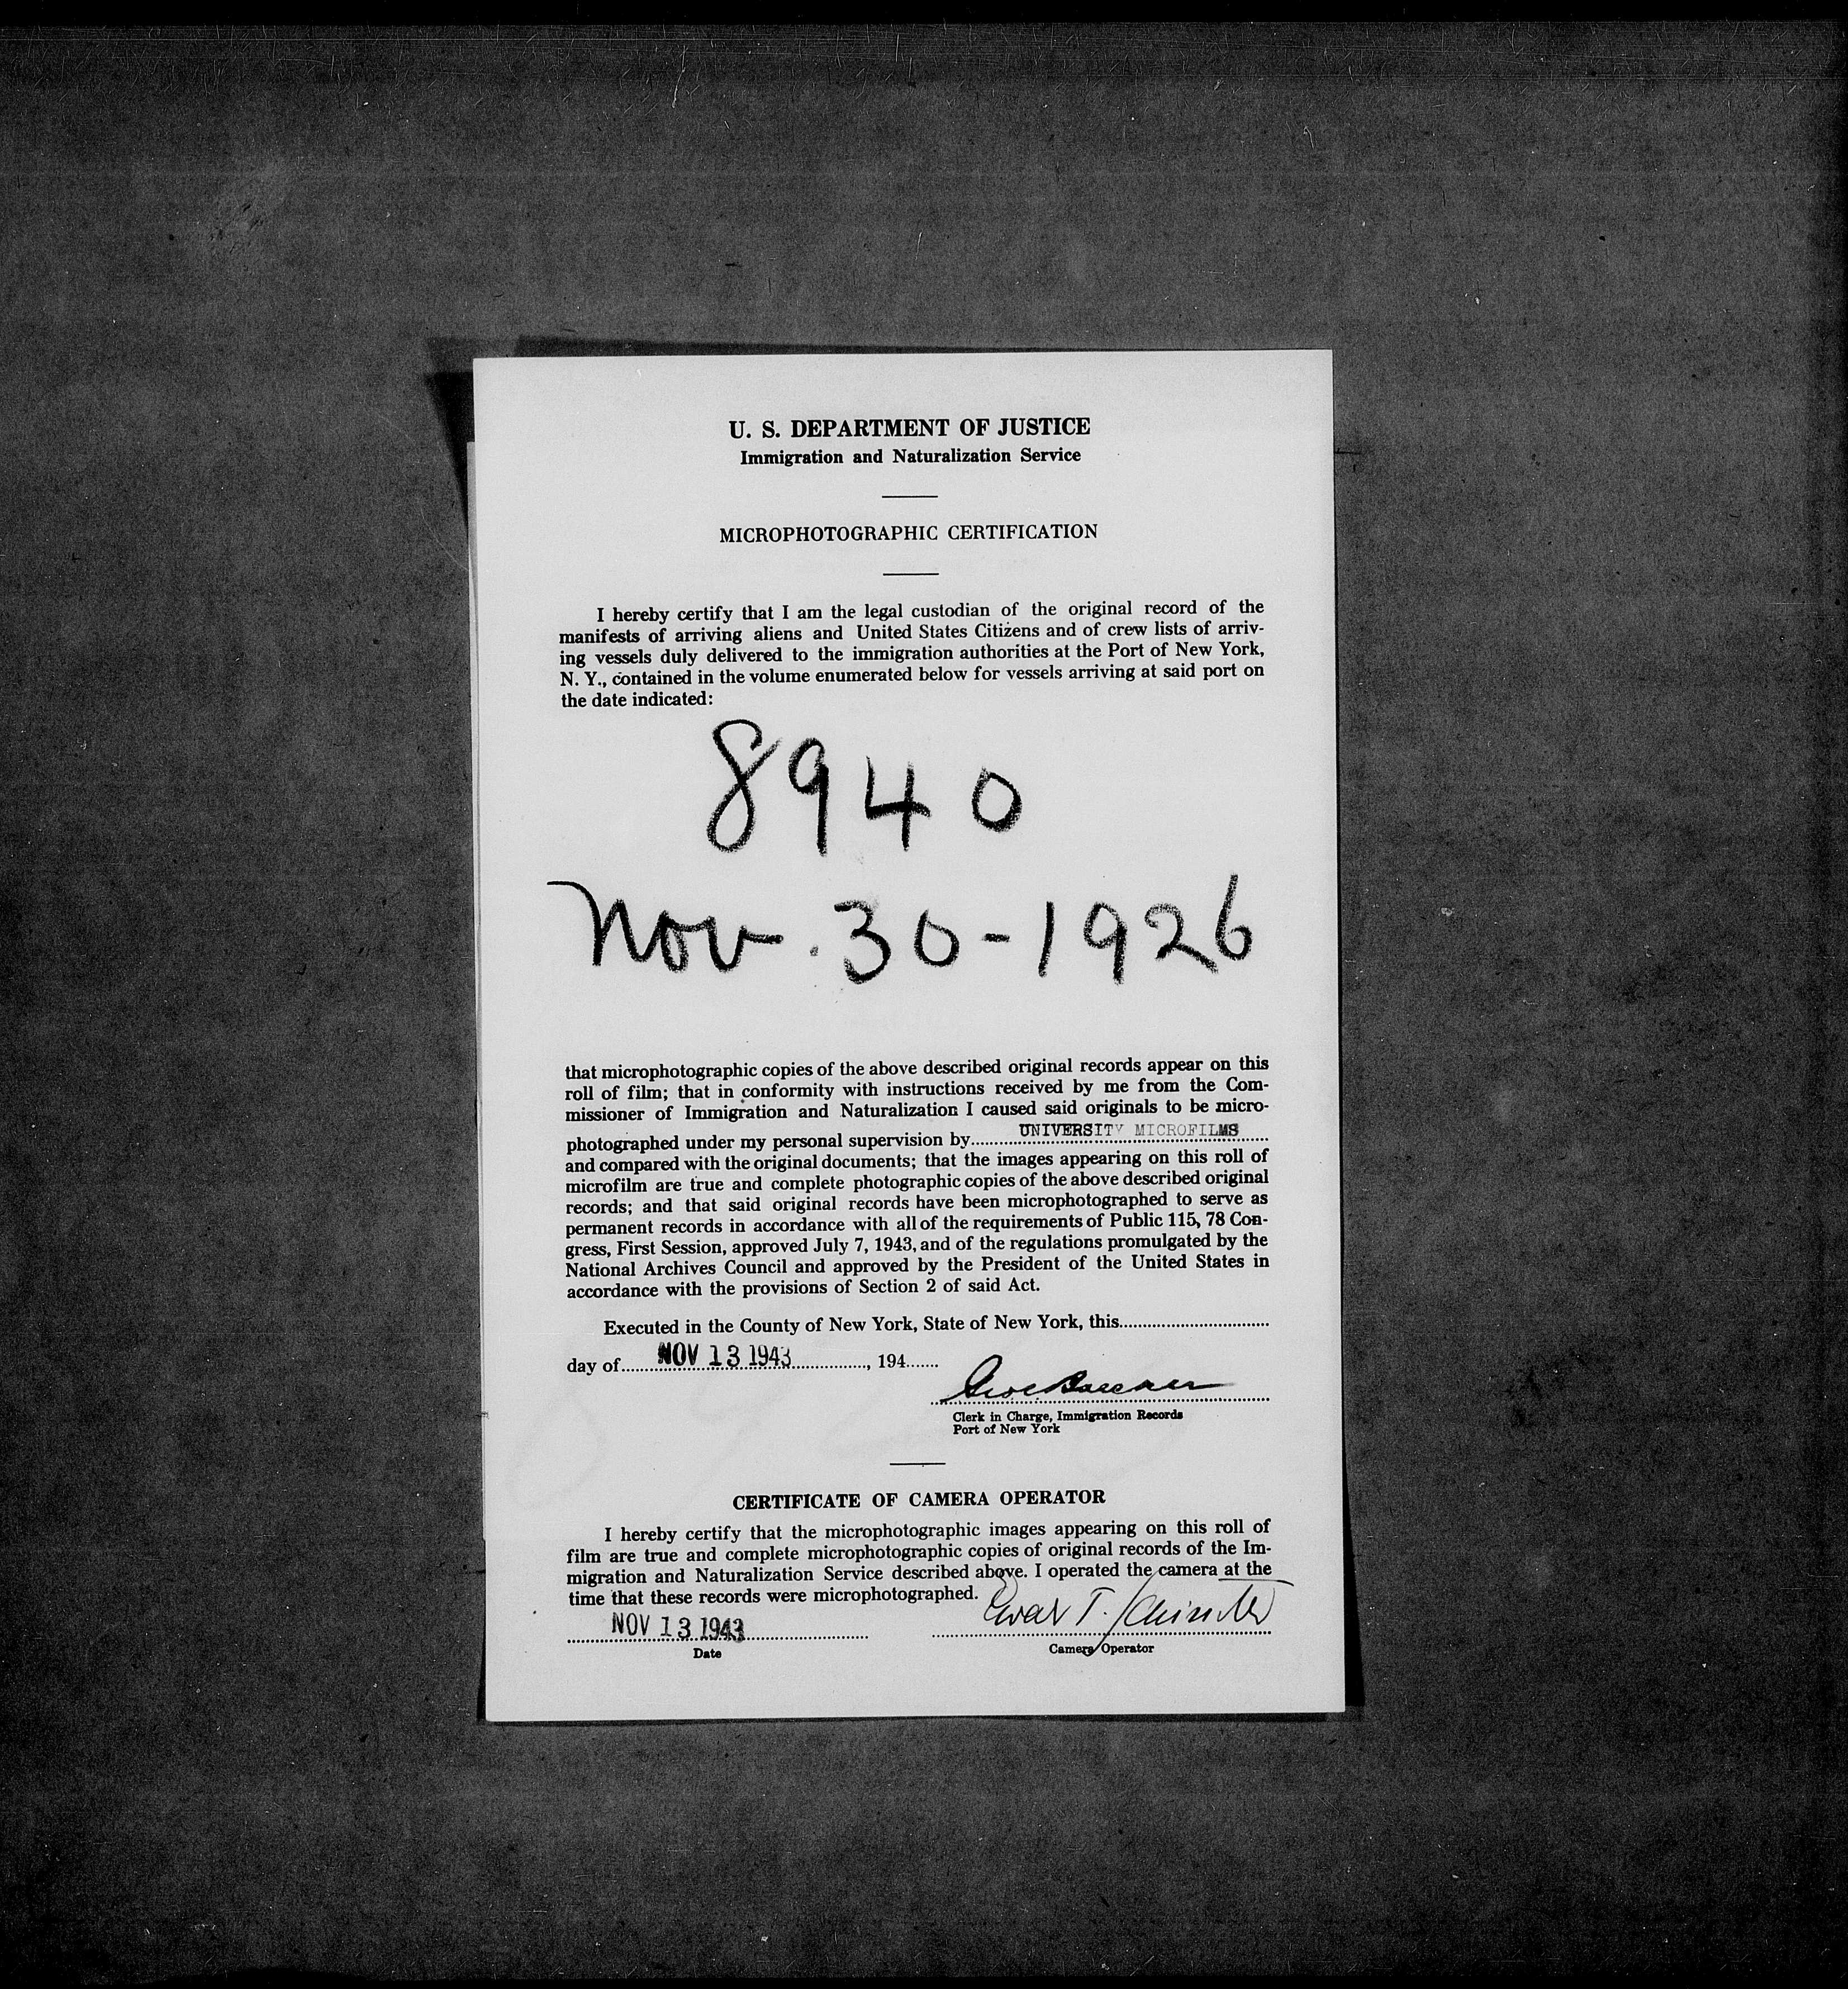 U. S. DEPARTMENT OF JUSTICE
Immigration and Naturalization Service
MICROPHOTOGRAPHIC CERTIFICATION
I hereby certify that I am the legal custodian of the original record of the
manifests of arriving aliens and United States Citizens and of crew lists of arriv-
ing vessels duly delivered to the immigration authorities at the Port of New York,
N. Y., contained in the volume enumerated below for vessels arriving at said port on
the date indicated:
8940
Nov. 30-1926
that microphotographic copies of the above described original records appear on this
roll of film; that in conformity with instructions received by me from the Com-
missioner of Immigration and Naturalization I caused said originals to be micro-
photographed under my personal supervision by UNIVERSITY MICROFILMS
and compared with the original documents; that the images appearing on this roll of
microfilm are true and complete photographic copies of the above described original
records; and that said original records have been microphotographed to serve as
permanent records in accordance with all of the requirements of Public 115, 78 Con-
gress, First Session, approved July 7, 1943, and of the regulations promulgated by the
National Archives Council and approved by the President of the United States in
accordance with the provisions of Section 2 of said Act.
Executed in the County of New York, State of New York, this
day of NOV 13 1943, 194
Clerk in Charge, Immigration Records
Port of New York
CERTIFICATE OF CAMERA OPERATOR
I hereby certify that the microphotographic images appearing on this roll of
film are true and complete microphotographic copies of original records of the Im-
migration and Naturalization Service described above. I operated the camera at the
time that these records were microphotographed.
NOV 13 1943
Date
Camera Operator